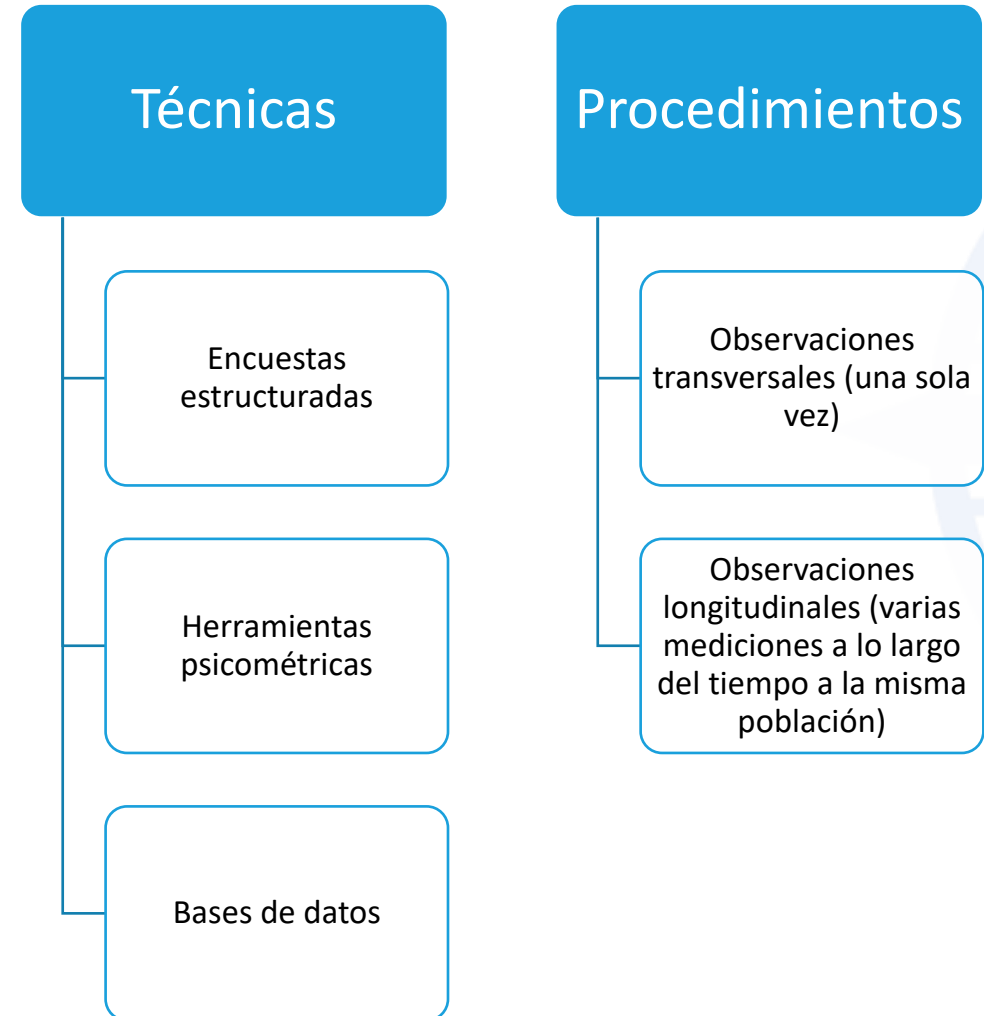 Técnicas
Encuestas
estructuradas
Herramientas
psicométricas
Bases de datos
Procedimientos
Observaciones
transversales (una sola
vez)
Observaciones
longitudinales (varias
mediciones a lo largo
del tiempo a la misma
población)